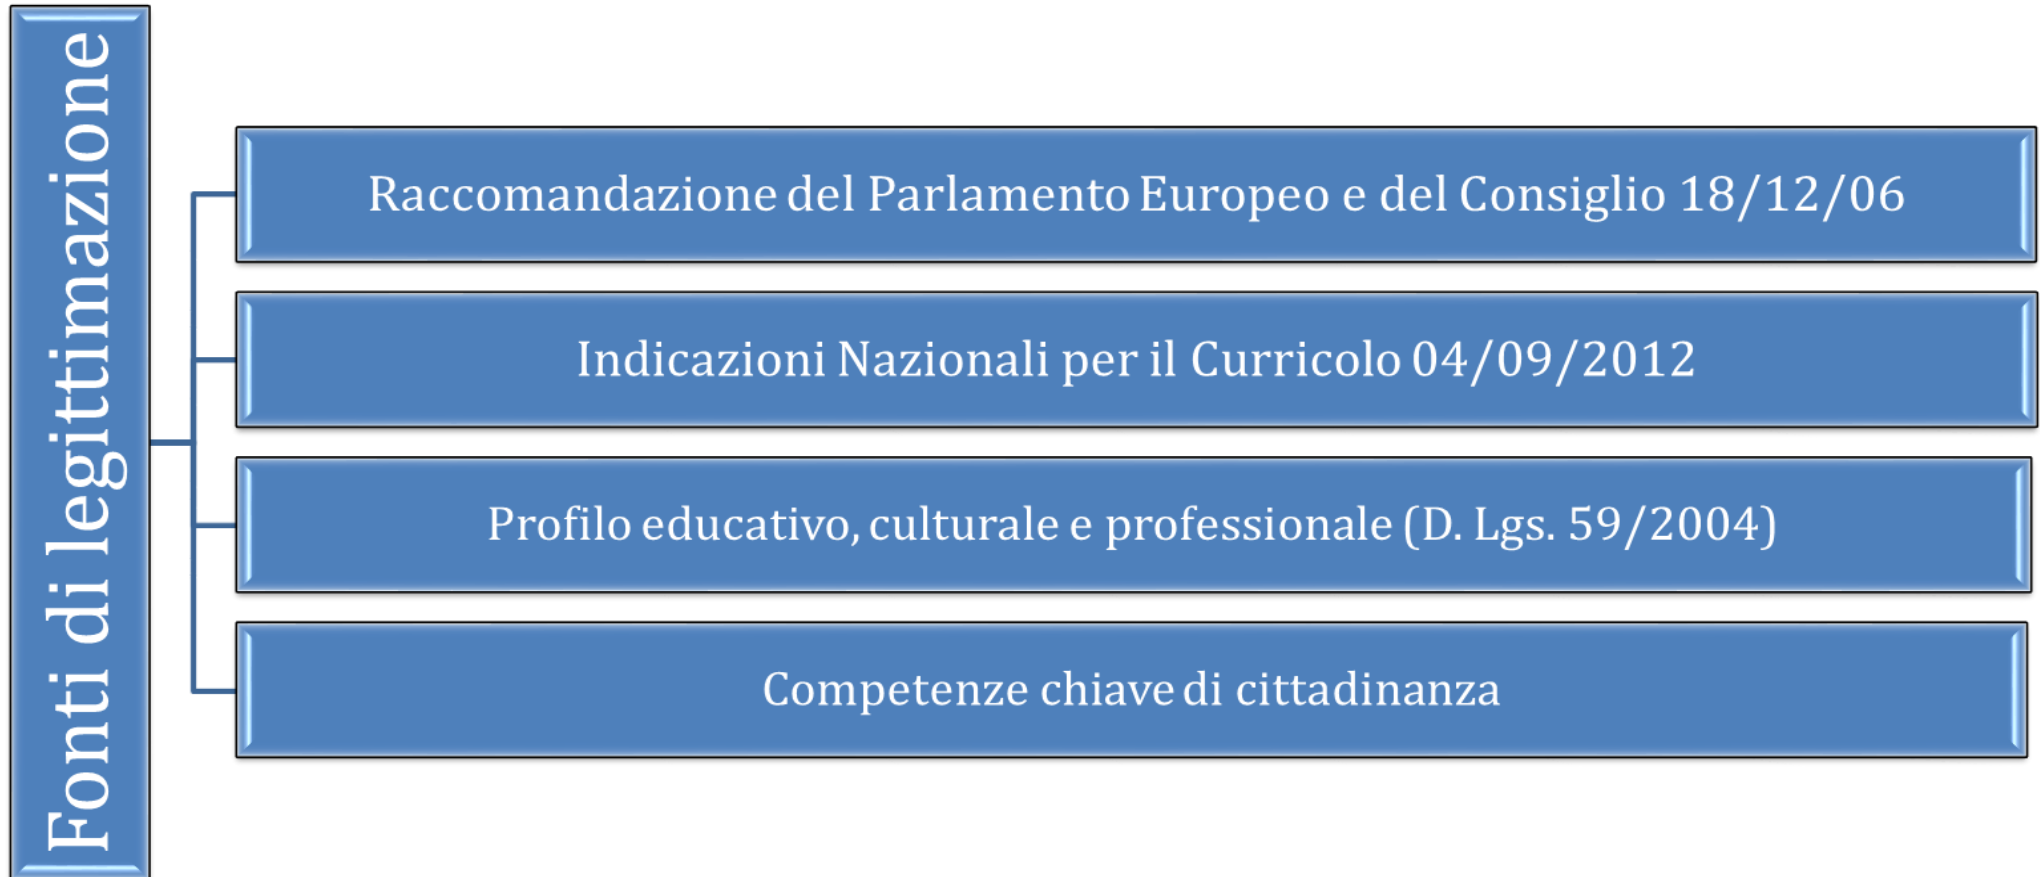 Fonti di legittimazione
Raccomandazione del Parlamento Europeo e del Consiglio 18/12/06
Indicazioni Nazionali per il Curricolo 04/09/2012
Profilo educativo, culturale e professionale (D. Lgs. 59/2004)
Competenze chiave di cittadinanza